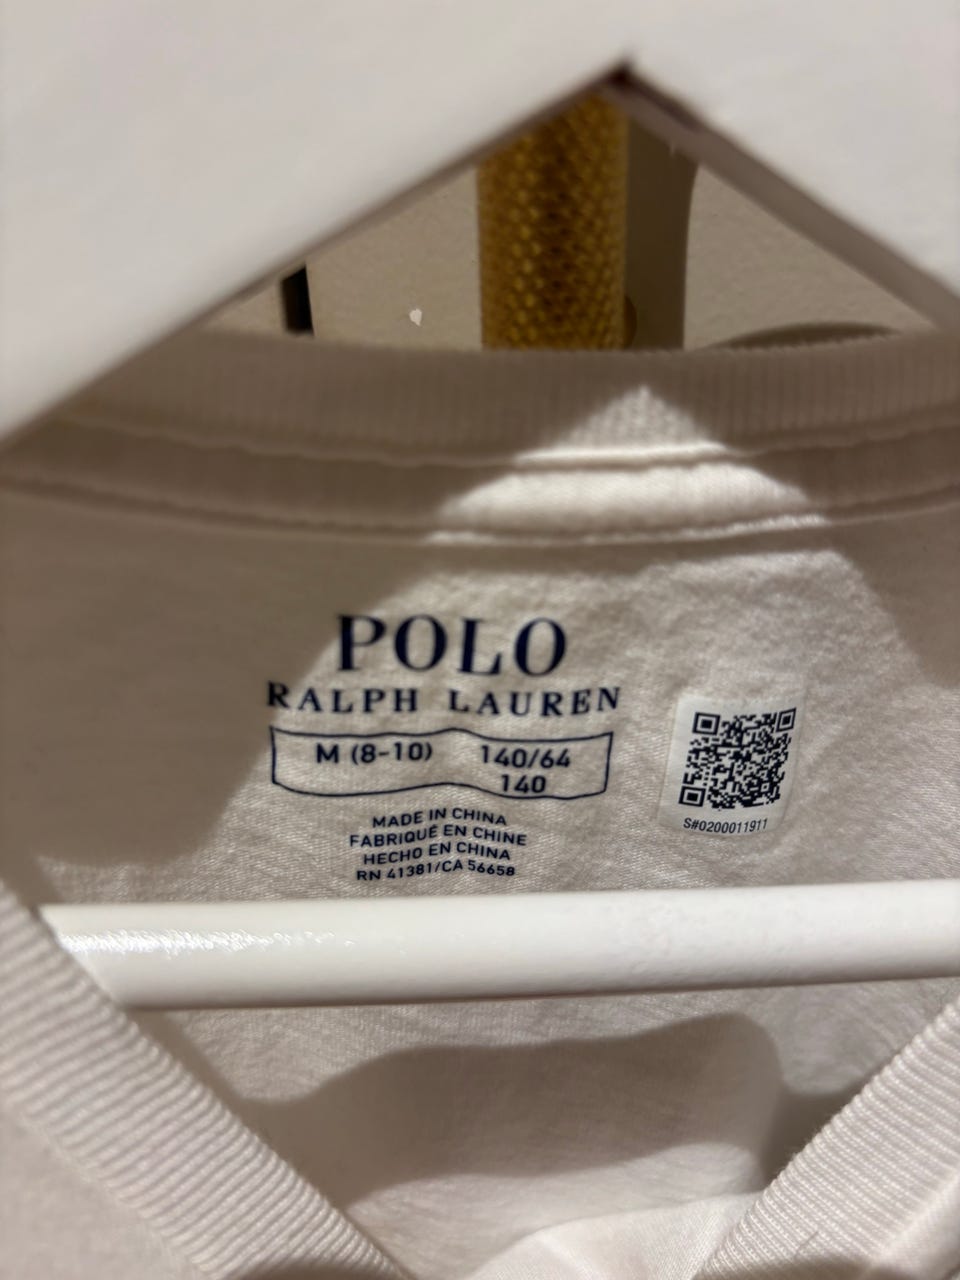 POLO
RALPH LAUREN
M (8-10) 140/64
140
MADE IN CHINA
FABRIQUÉ EN CHINE
HECHO EN CHINA
RN 41381/CA 56658
S#0200011911